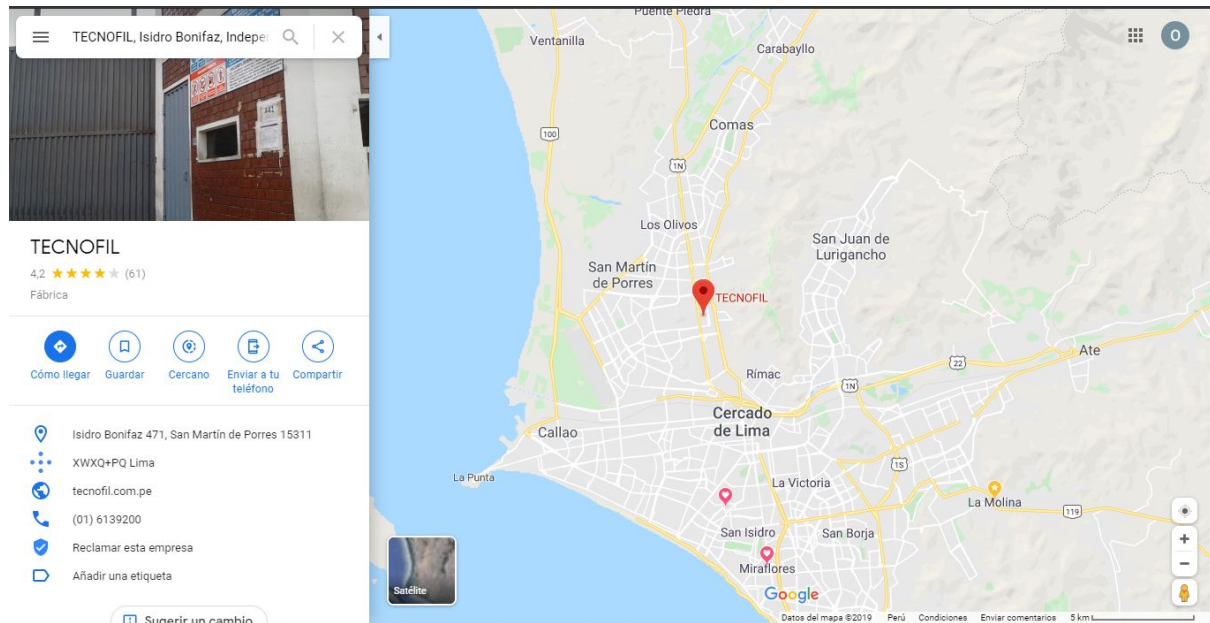 TECNOFIL, Isidro Bonifaz, Indepe
TECNOFIL
4,2 (61)
Fábrica
Cómo llegar
Guardar
Cercano
Enviar a tu
teléfono
Compartir
Isidro Bonifaz 471, San Martín de Porres 15311
XWXQ+PQ Lima
tecnofil.com.pe
(01) 6139200
Reclamar esta empresa
Añadir una etiqueta
Sugerir un cambio
Puente Piedra
Ventanilla
Carabayllo
O
100
Comas
1N
Los Olivos
San Juan de
Lurigancho
San Martín
de Porres
TECNOFIL
22
Ate
Rímac
1N
Cercado
de Lima
Callao
1S
La Punta
La Victoria
La Molina
119
San Isidro
San Borja
Miraflores
Satélite
Google
Datos del mapa ©2019 Perú Condiciones Enviar comentarios 5 km